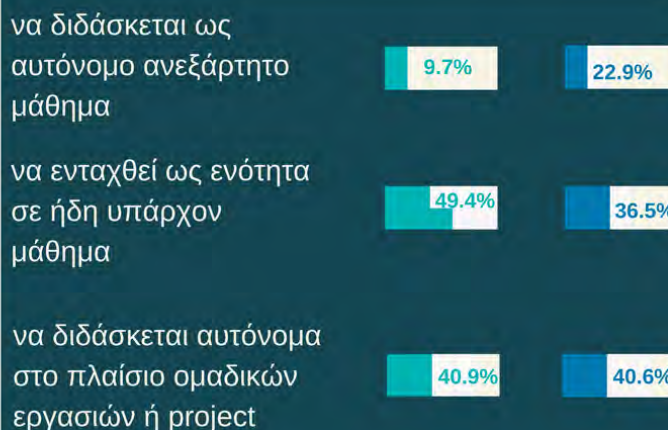 να διδάσκεται ως
αυτόνομο ανεξάρτητο
μάθημα
9.7%
22.9%
να ενταχθεί ως ενότητα
σε ήδη υπάρχον
μάθημα
49.4%
36.5%
να διδάσκεται αυτόνομα
στο πλαίσιο ομαδικών
εργασιών ή project
40.9%
40.6%